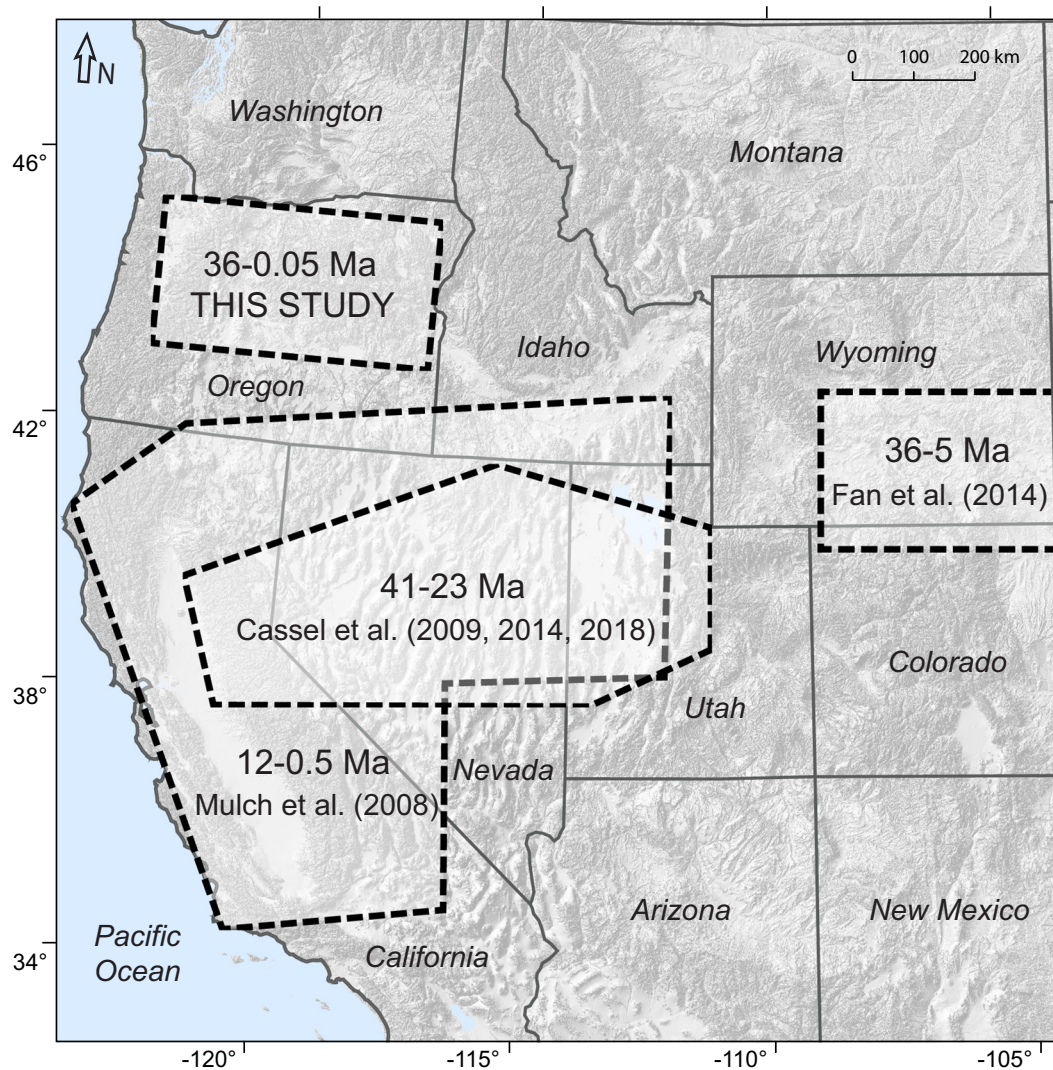 N
0 100 200 km
Washington
Montana
46°
36-0.05 Ma
THIS STUDY
Idaho
Wyoming
Oregon
42°
36-5 Ma
Fan et al. (2014)
41-23 Ma
Cassel et al. (2009, 2014, 2018)
Colorado
38°
Utah
12-0.5 Ma
Nevada
Mulch et al. (2008)
Arizona
New Mexico
Pacific
Ocean
34°
California
-120° -115° -110° -105°